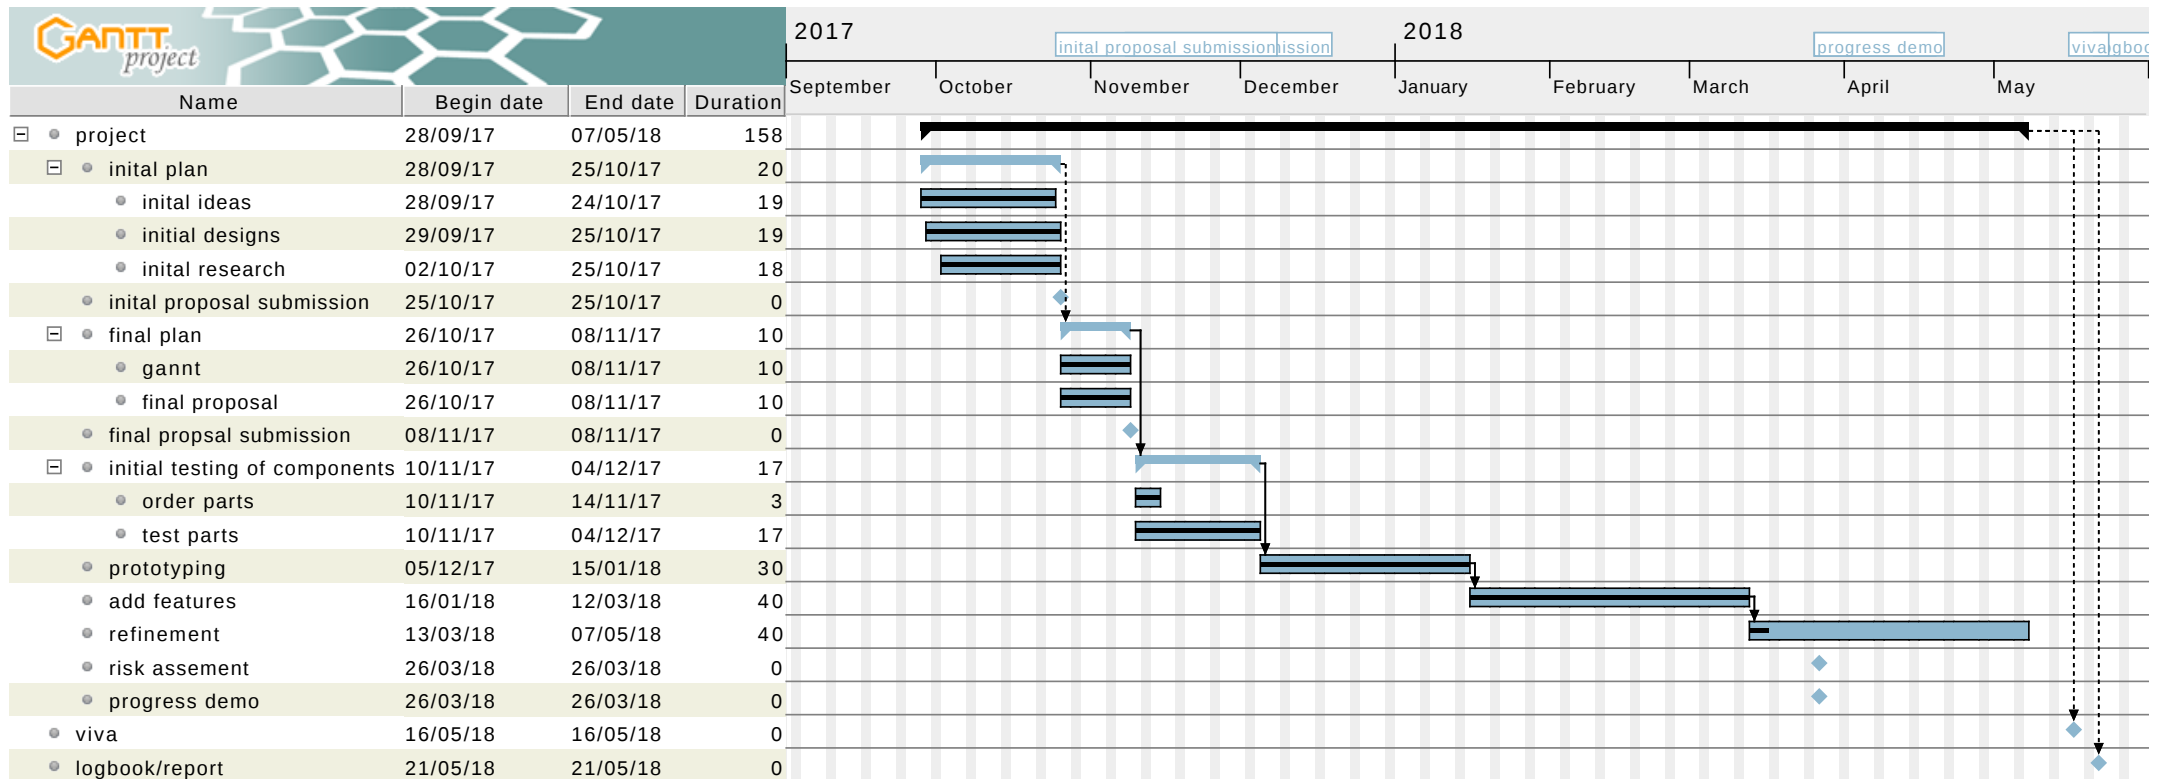 GANTT
project
2017 2018
inital proposal submission ission progress demo viva gboo
September October November December January February March April May
Name Begin date End date Duration
project 28/09/17 07/05/18 158
inital plan 28/09/17 25/10/17 20
inital ideas 28/09/17 24/10/17 19
initial designs 29/09/17 25/10/17 19
inital research 02/10/17 25/10/17 18
inital proposal submission 25/10/17 25/10/17 0
final plan 26/10/17 08/11/17 10
gannt 26/10/17 08/11/17 10
final proposal 26/10/17 08/11/17 10
final propsal submission 08/11/17 08/11/17 0
initial testing of components 10/11/17 04/12/17 17
order parts 10/11/17 14/11/17 3
test parts 10/11/17 04/12/17 17
prototyping 05/12/17 15/01/18 30
add features 16/01/18 12/03/18 40
refinement 13/03/18 07/05/18 40
risk assement 26/03/18 26/03/18 0
progress demo 26/03/18 26/03/18 0
viva 16/05/18 16/05/18 0
logbook/report 21/05/18 21/05/18 0